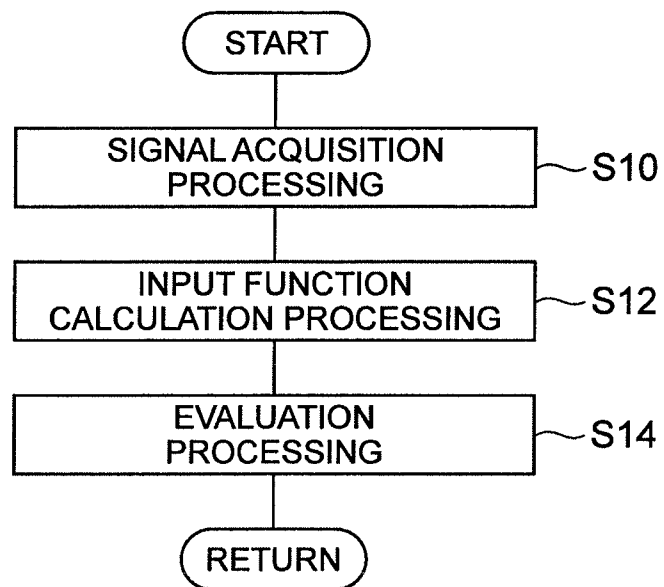 START
SIGNAL ACQUISITION
PROCESSING
S10
INPUT FUNCTION
CALCULATION PROCESSING
S12
EVALUATION
PROCESSING
S14
RETURN